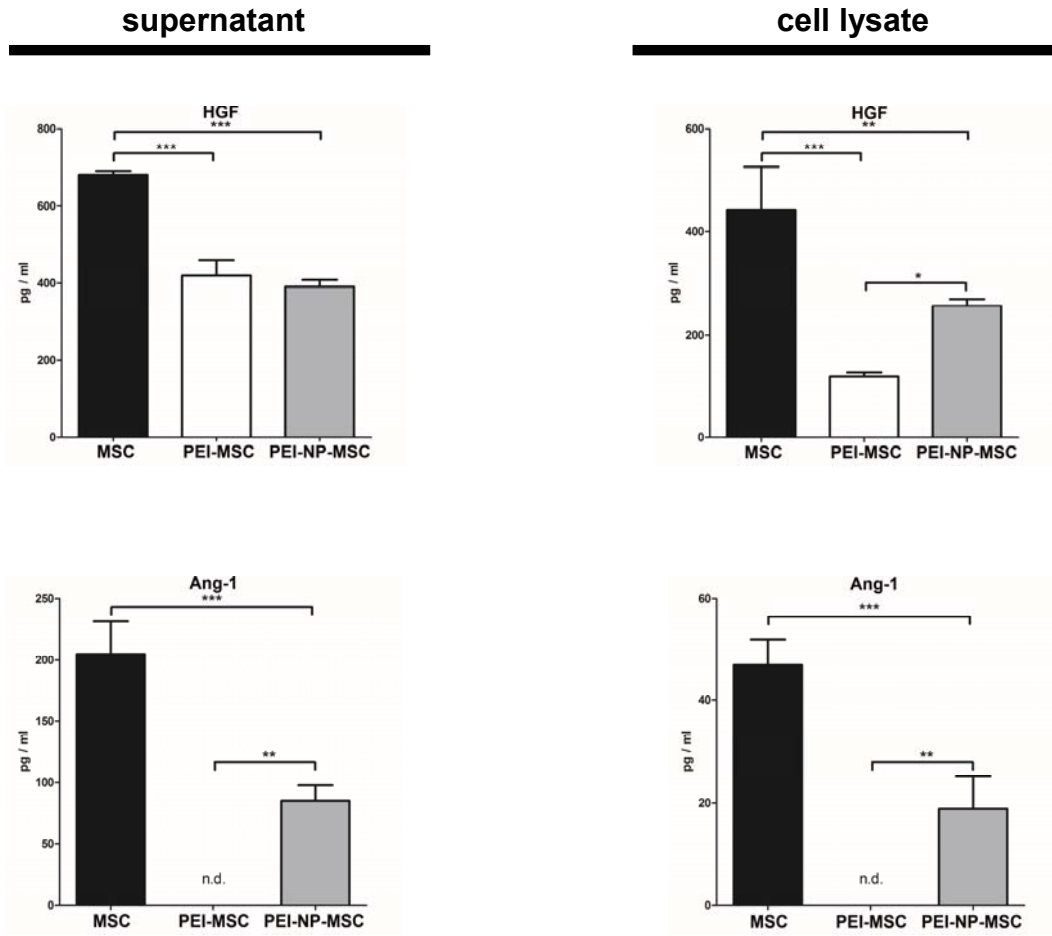 supernatant
cell lysate
HGF
***
***
800
600
400
200
0
pg / ml
MSC PEI-MSC PEI-NP-MSC
HGF
**
***
*
600
400
200
0
pg / ml
MSC PEI-MSC PEI-NP-MSC
Ang-1
***
**
250
200
150
100
50
0
pg / ml
n.d.
MSC PEI-MSC PEI-NP-MSC
Ang-1
***
**
60
40
20
0
pg / ml
n.d.
MSC PEI-MSC PEI-NP-MSC